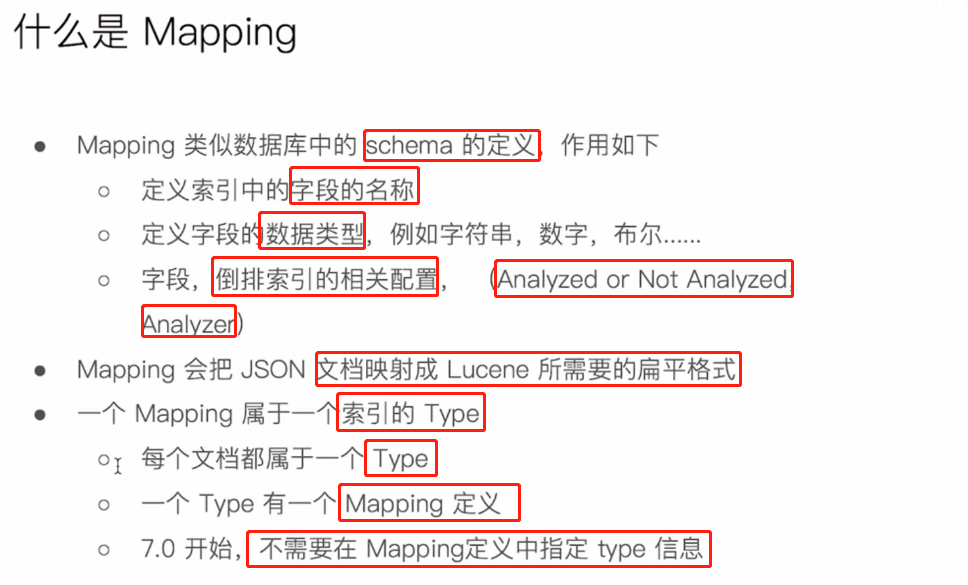 什么是 Mapping
Mapping 类似数据库中的 schema 的定义，作用如下
定义索引中的字段的名称
定义字段的数据类型，例如字符串，数字，布尔......
字段，倒排索引的相关配置，（Analyzed or Not Analyzed,
Analyzer）
Mapping 会把 JSON 文档映射成 Lucene 所需要的扁平格式
一个 Mapping 属于一个索引的 Type
每个文档都属于一个 Type
一个 Type 有一个 Mapping 定义
7.0 开始，不需要在 Mapping定义中指定 type 信息